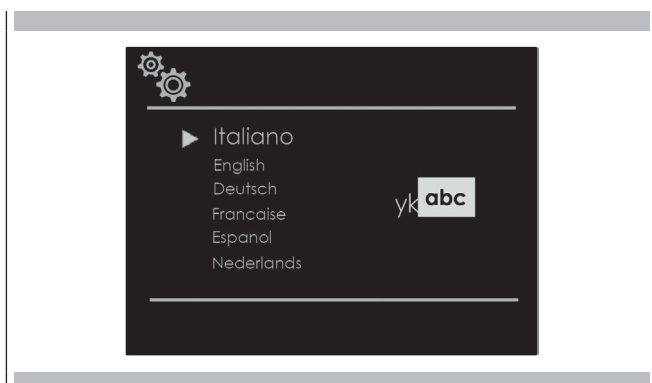 Italiano
English
Deutsch
Francaise
Espanol
Nederlands
yk abc